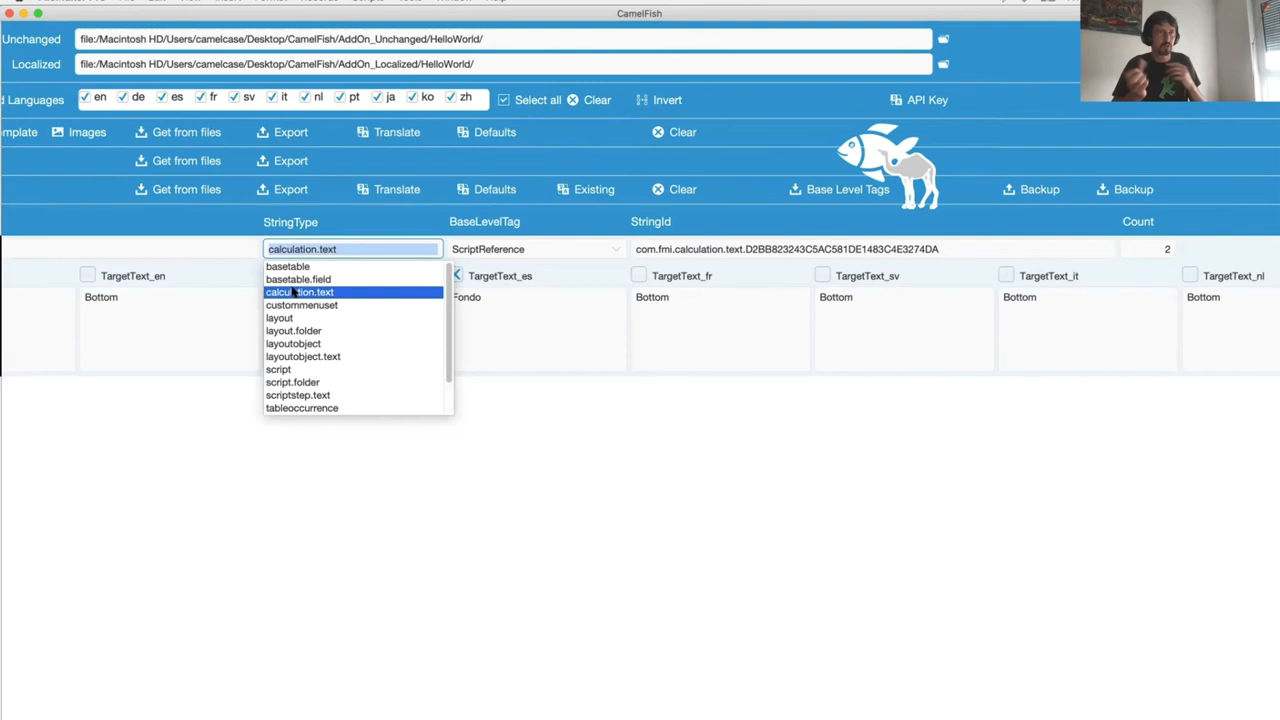 CamelFish
Unchanged file:/Macintosh HD/Users/camelcase/Desktop/CamelFish/AddOn_Unchanged/HelloWorld/
Localized file:/Macintosh HD/Users/camelcase/Desktop/CamelFish/AddOn_Localized/HelloWorld/
d Languages en de es fr sv it nl pt ja ko zh Select all Clear Invert API Key
mplate Images Get from files Export Translate Defaults Clear
Get from files Export
Get from files Export Translate Defaults Existing Clear Base Level Tags Backup Backup
StringType BaseLevelTag StringId Count
calculation.text ScriptReference com.fmi.calculation.text.D2BB823243C5AC581DE1483C4E3274DA 2
TargetText_en TargetText_es TargetText_fr TargetText_sv TargetText_it TargetText_nl
Bottom Fondo Bottom Bottom Bottom Bottom
basetable
basetable.field
calculation.text
custommenuset
layout
layout.folder
layoutobject
layoutobject.text
script
script.folder
scriptstep.text
tableoccurrence